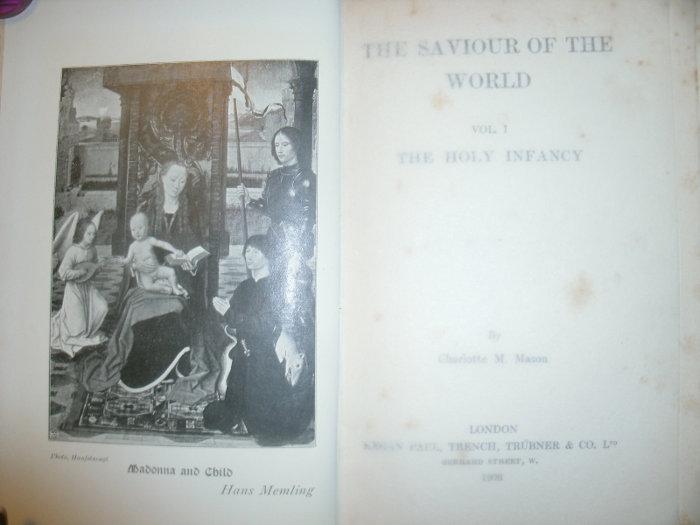 Photo, Hanfstaengl
Madonna and Child
Hans Memling
THE SAVIOUR OF THE
WORLD
VOL. I
THE HOLY INFANCY
By
Charlotte M. Mason
LONDON
KEGAN PAUL, TRENCH, TRÜBNER & CO. Lᵀᴰ
GERRARD STREET, W.
1908